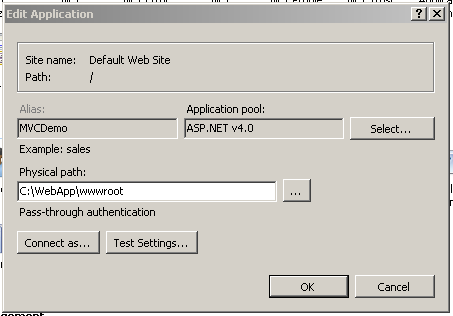 Edit Application
Site name: Default Web Site
Path: /
Alias: Application pool:
MVCDemo ASP.NET v4.0 Select...
Example: sales
Physical path:
C:\WebApp\wwwroot ...
Pass-through authentication
Connect as... Test Settings...
OK Cancel